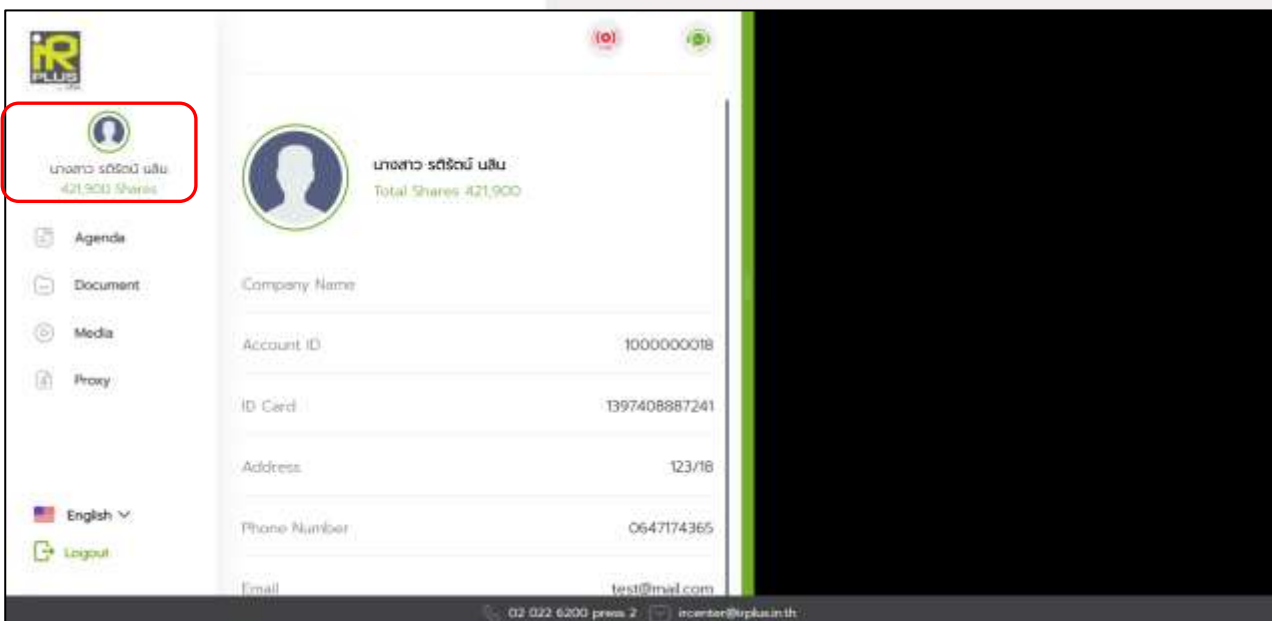 iR
PLUS
นางสาว รติรัตน์ นลิน
421,900 Shares
Agenda
Document
Media
Proxy
English
Logout
นางสาว รติรัตน์ นลิน
Total Shares 421,900
Company Name
Account ID 1000000018
ID Card 1397408887241
Address 123/18
Phone Number 0647174365
Email test@mail.com
02 022 6200 press 2 ircenter@irplus.in.th